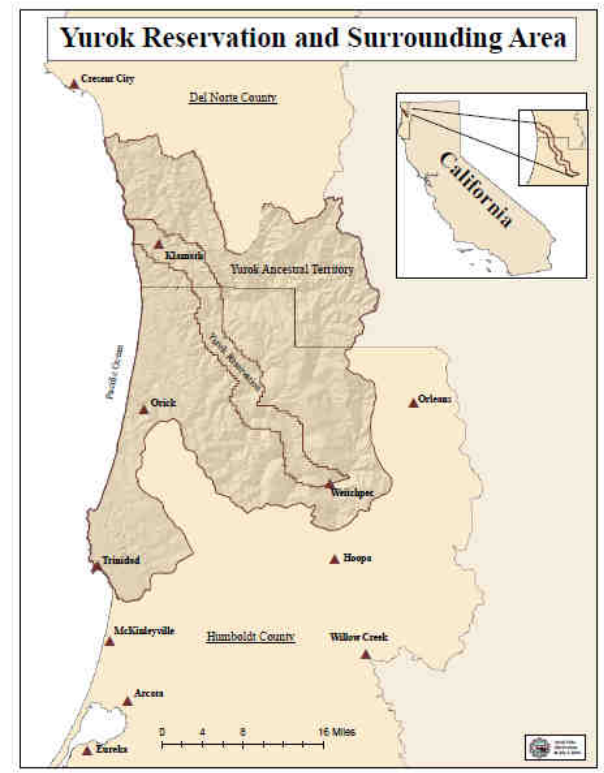 Yurok Reservation and Surrounding Area
Cresent City
Del Norte County
California
Klamath
Yurok Ancestral Territory
Yurok Reservation
Pacific Ocean
Orick
Orleans
Weitchpec
Trinidad
Hoopa
McKinleyville
Humboldt County
Willow Creek
Arcata
Eureka
0 4 8 16 Miles